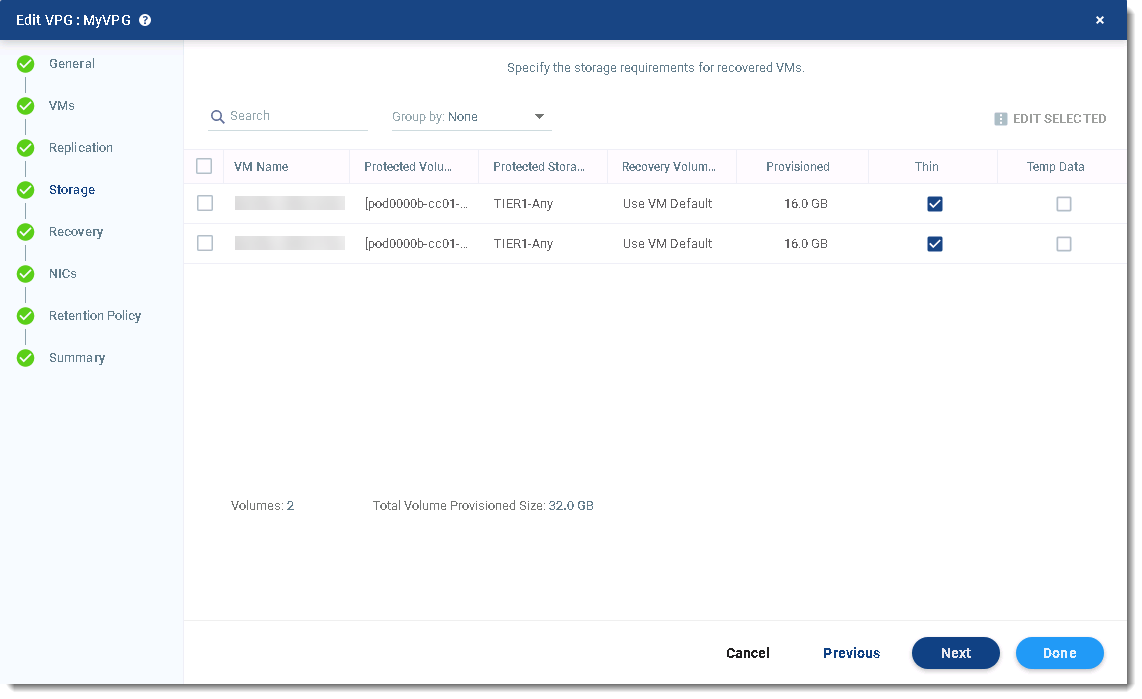 Edit VPG : MyVPG ?
General
VMs
Replication
Storage
Recovery
NICs
Retention Policy
Summary
Specify the storage requirements for recovered VMs.
Search Group by: None EDIT SELECTED
VM Name Protected Volu... Protected Stora... Recovery Volum... Provisioned Thin Temp Data
[pod0000b-cc01-... TIER1-Any Use VM Default 16.0 GB
[pod0000b-cc01-... TIER1-Any Use VM Default 16.0 GB
Volumes: 2 Total Volume Provisioned Size: 32.0 GB
Cancel Previous Next Done